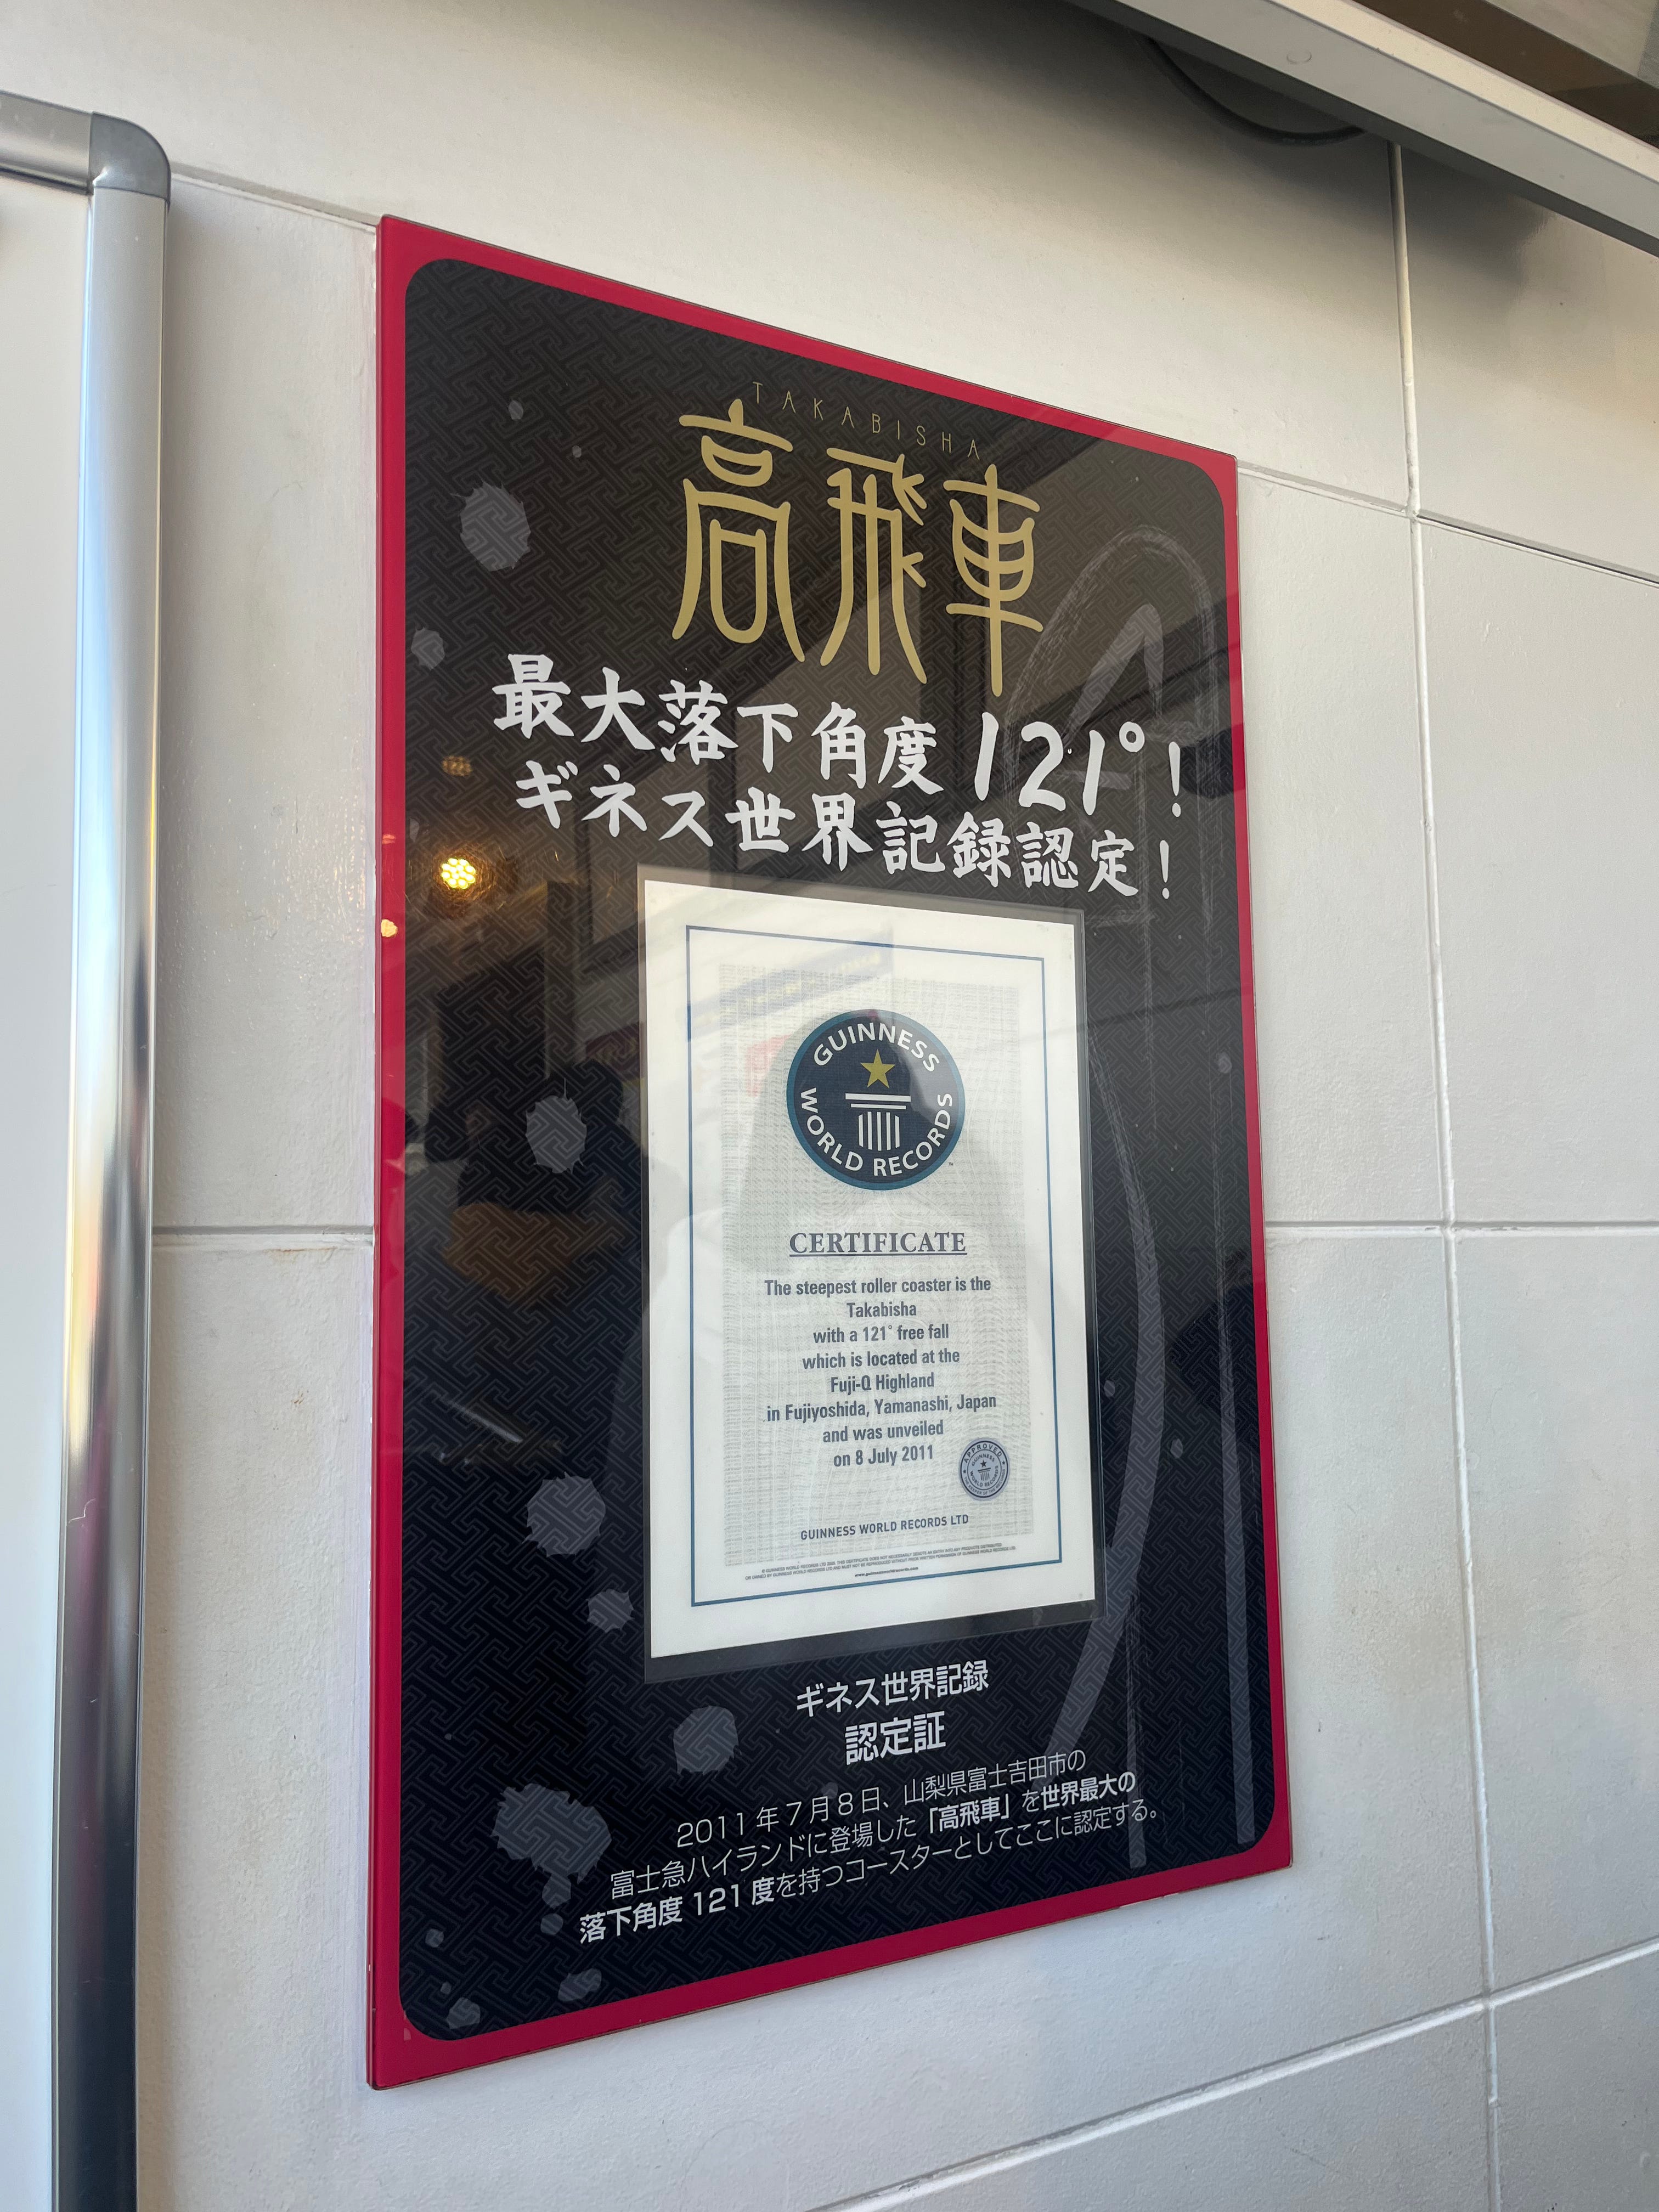 TAKABISHA
高飛車
最大落下角度121°!
ギネス世界記録認定!
GUINNESS
WORLD RECORDS
CERTIFICATE
The steepest roller coaster is the
Takabisha
with a 121° free fall
which is located at the
Fuji-Q Highland
in Fujiyoshida, Yamanashi, Japan
and was unveiled
on 8 July 2011
APPROVED
GUINNESS
WORLD RECORDS
GUINNESS WORLD RECORDS LTD
www.guinnessworldrecords.com
ギネス世界記録
認定証
2011年7月8日、山梨県富士吉田市の
富士急ハイランドに登場した「高飛車」を世界最大の
落下角度121度を持つコースターとしてここに認定する。